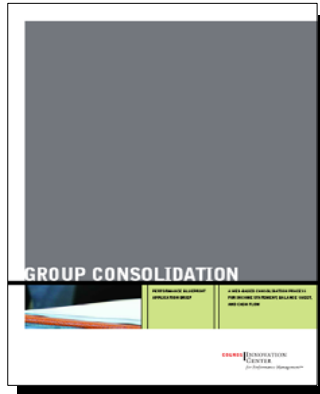 GROUP CONSOLIDATION
PERFORMANCE BLUEPRINT
APPLICATION BRIEF
A WEB-BASED CONSOLIDATION PROCESS
FOR INCOME STATEMENT, BALANCE SHEET,
AND CASH FLOW
COGNOS INNOVATION
CENTER
for Performance Management